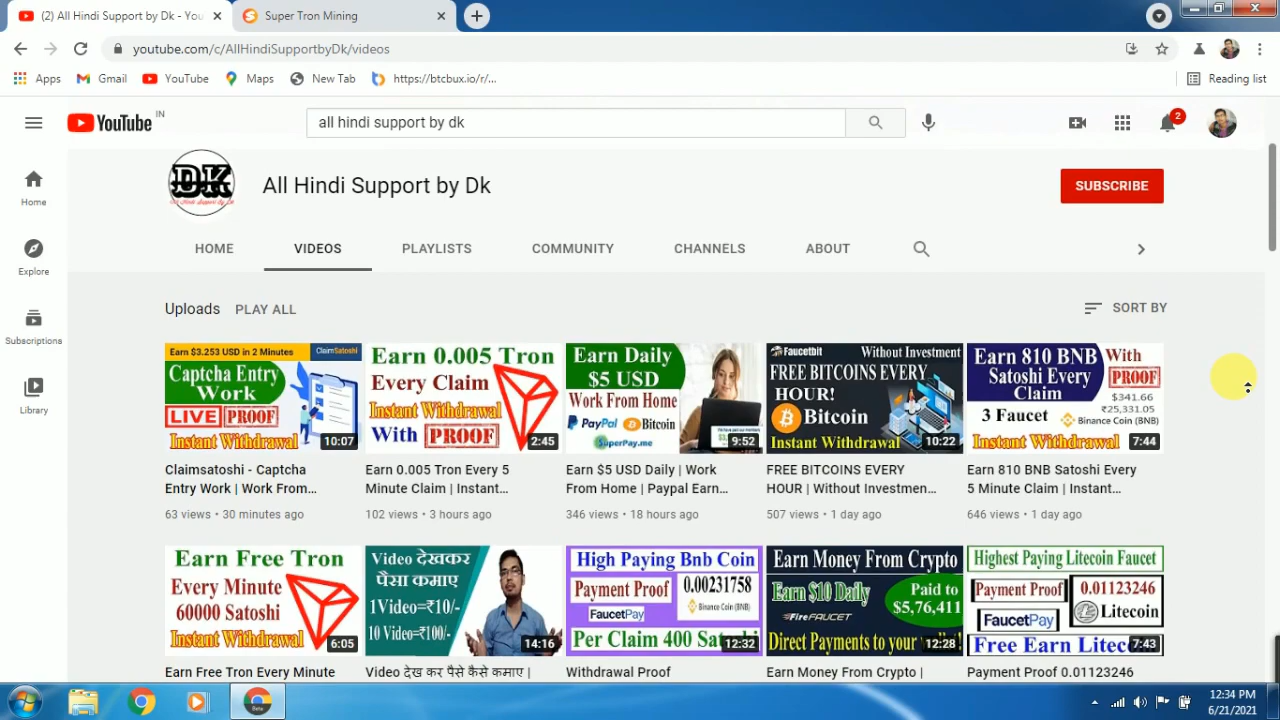 (2) All Hindi Support by Dk - You
Super Tron Mining
youtube.com/c/AllHindiSupportbyDk/videos
Apps
Gmail
YouTube
Maps
New Tab
https://btcbux.io/r/...
Reading list
YouTube IN
all hindi support by dk
2
Home
Explore
Subscriptions
Library
DK
All Hindi Support by Dk
SUBSCRIBE
HOME
VIDEOS
PLAYLISTS
COMMUNITY
CHANNELS
ABOUT
Uploads
PLAY ALL
SORT BY
Earn $3.253 USD in 2 Minutes
ClaimSatoshi
Captcha Entry
Work
LIVE PROOF
Instant Withdrawal
10:07
Claimsatoshi - Captcha
Entry Work | Work From...
63 views • 30 minutes ago
Earn 0.005 Tron
Every Claim
Instant Withdrawal
With PROOF
2:45
Earn 0.005 Tron Every 5
Minute Claim | Instant...
102 views • 3 hours ago
Earn Daily
$5 USD
Work From Home
PayPal Bitcoin
SuperPay.me
9:52
Earn $5 USD Daily | Work
From Home | Paypal Earn...
346 views • 18 hours ago
Faucetbit
Without Investment
FREE BITCOINS EVERY
HOUR!
Bitcoin
Instant Withdrawal
10:22
FREE BITCOINS EVERY
HOUR | Without Investmen...
507 views • 1 day ago
Earn 810 BNB
Satoshi Every
Claim
With
PROOF
$341.66
₹25,331.05
3 Faucet
Binance Coin (BNB)
Instant Withdrawal
7:44
Earn 810 BNB Satoshi Every
5 Minute Claim | Instant...
646 views • 1 day ago
Earn Free Tron
Every Minute
60000 Satoshi
Instant Withdrawal
6:05
Earn Free Tron Every Minute
Video देखकर
पैसा कमाए
1Video=₹10/-
10 Video=₹100/-
14:16
Video देख कर पैसे कैसे कमाए |
High Paying Bnb Coin
Payment Proof
0.00231758
FaucetPay
Binance Coin (BNB)
Per Claim 400 Sat
12:32
Withdrawal Proof
Earn Money From Crypto
Earn $10 Daily
Paid to
$5,76,411
FIREFAUCET
Direct Payments to your
12:28
Earn Money From Crypto |
Highest Paying Litecoin Faucet
Payment Proof
0.01123246
FaucetPay
Litecoin
Free Earn Litec
7:43
Payment Proof 0.01123246
12:34 PM
6/21/2021